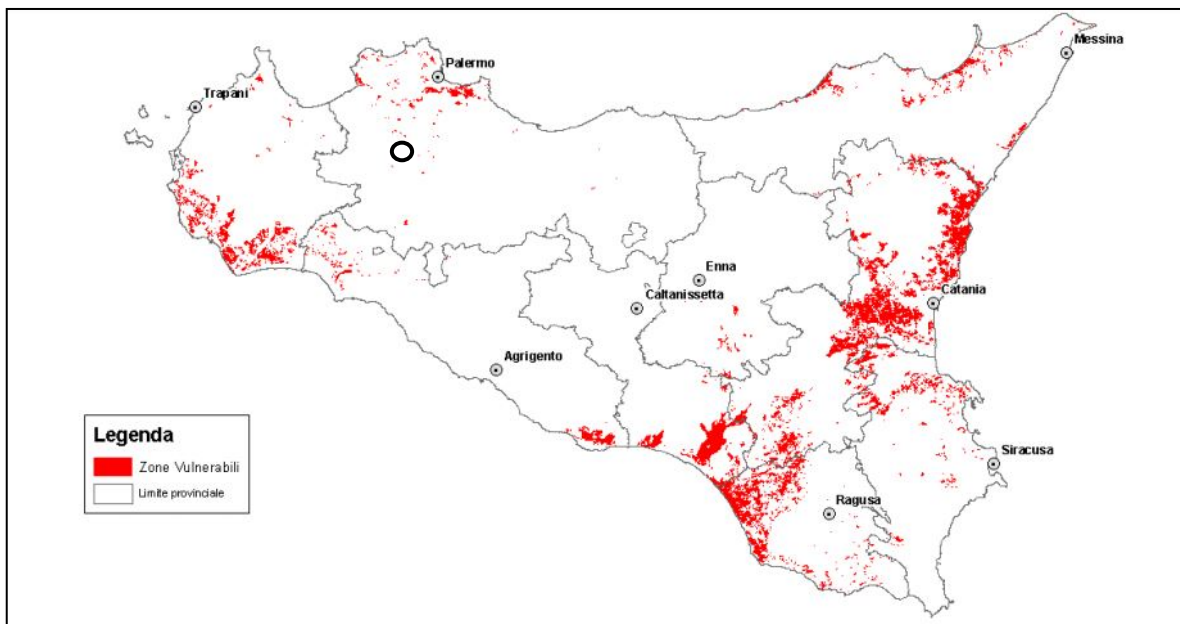 Messina
Palermo
Trapani
Enna
Caltanissetta
Catania
Agrigento
Legenda
Zone Vulnerabili
Limite provinciale
Siracusa
Ragusa